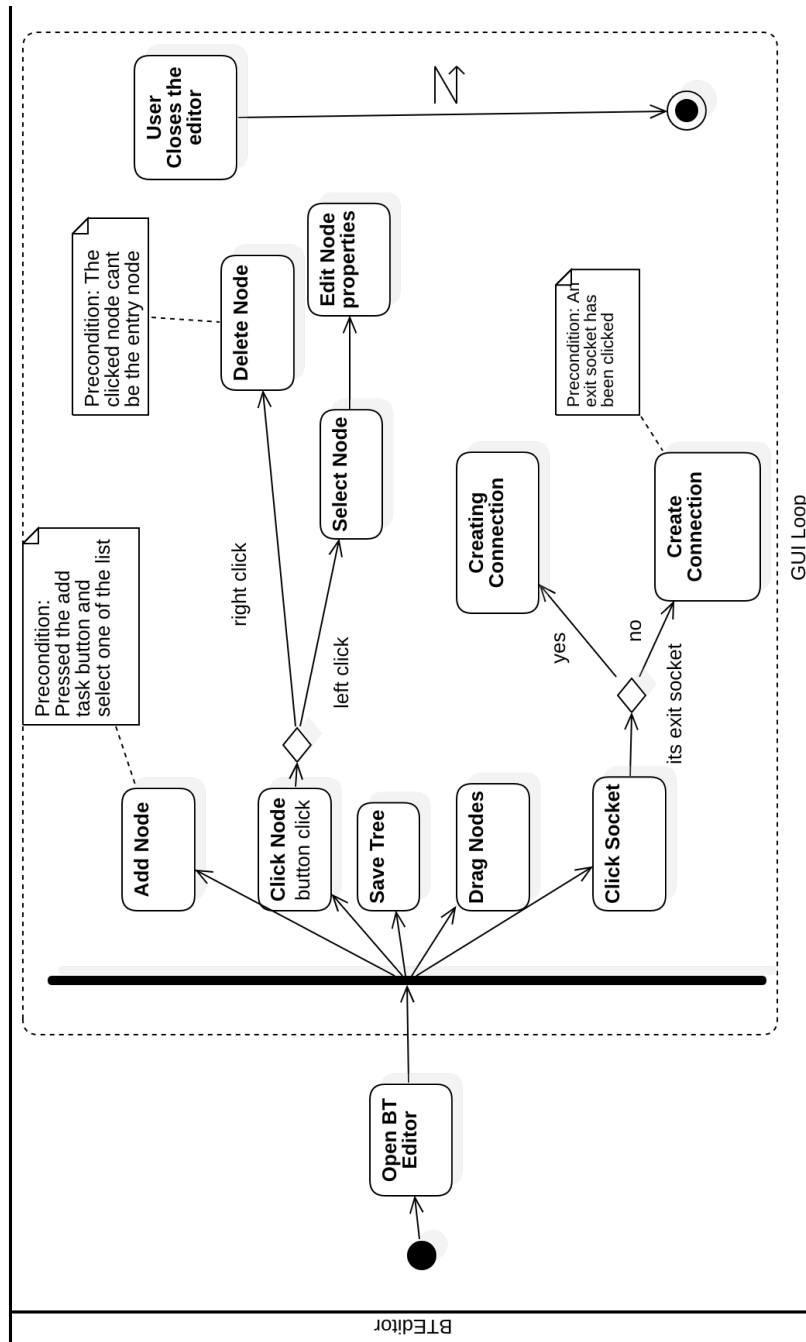 BTEditor
Open BT
Editor
Add Node
Precondition:
Pressed the add
task button and
select one of the list
Click Node
button click
right click
left click
Delete Node
Precondition: The
clicked node cant
be the entry node
Select Node
Edit Node
properties
Save Tree
Drag Nodes
Click Socket
its exit socket
yes
no
Creating
Connection
Create
Connection
Precondition: An
exit socket has
been clicked
User
Closes the
editor
GUI Loop